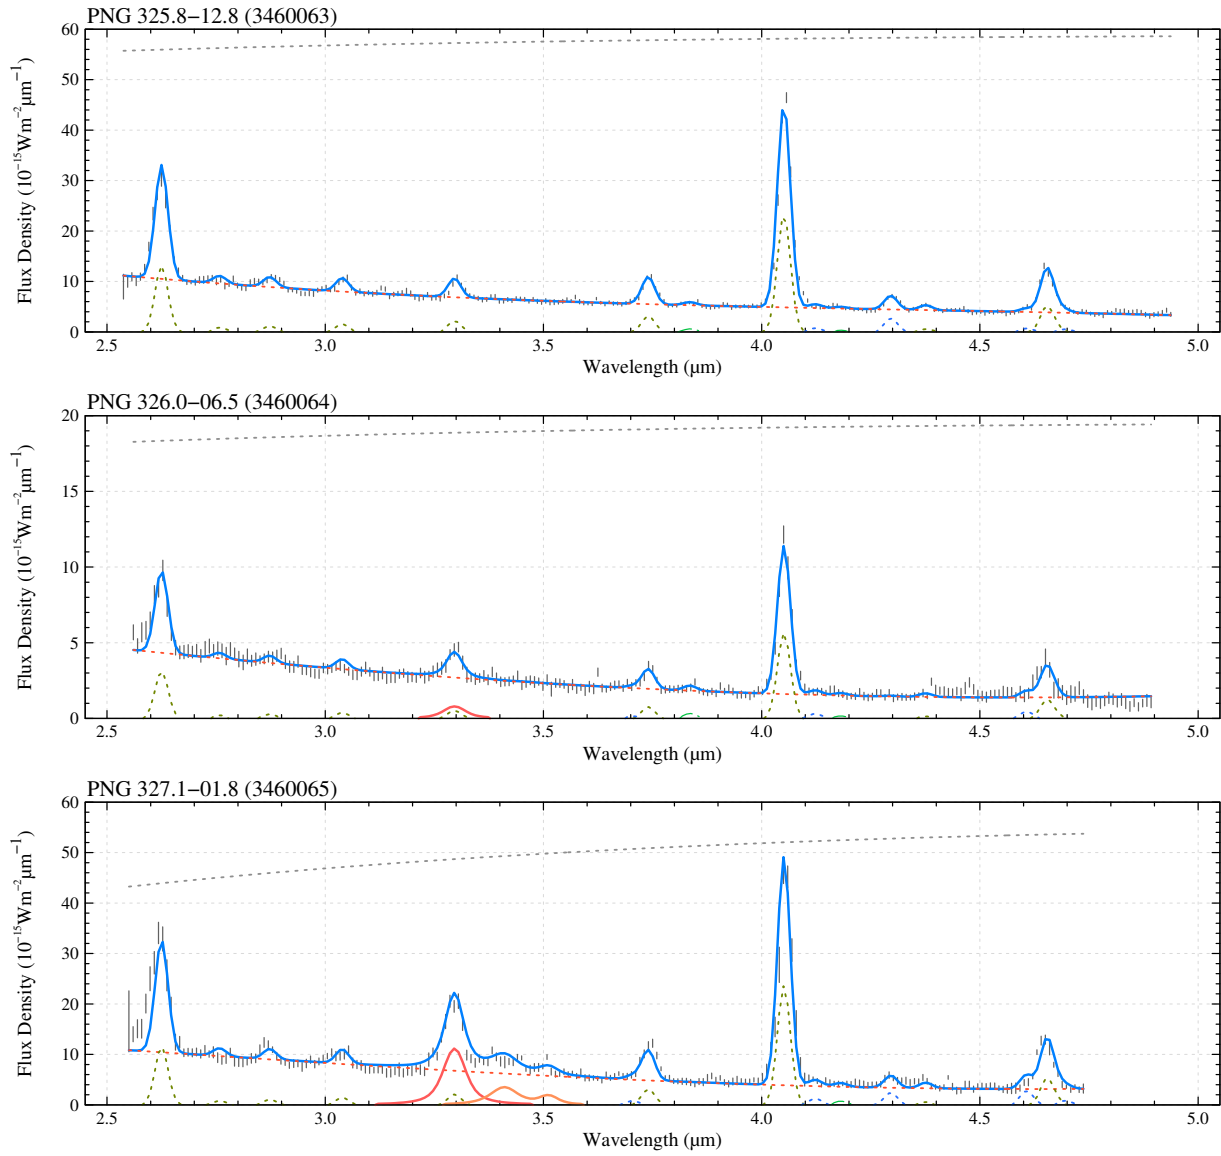 PNG 325.8−12.8 (3460063)
60
50
40
30
20
10
0
Flux Density (10⁻¹⁵Wm⁻²μm⁻¹)
2.5 3.0 3.5 4.0 4.5 5.0
Wavelength (μm)
PNG 326.0−06.5 (3460064)
20
15
10
5
0
Flux Density (10⁻¹⁵Wm⁻²μm⁻¹)
2.5 3.0 3.5 4.0 4.5 5.0
Wavelength (μm)
PNG 327.1−01.8 (3460065)
60
50
40
30
20
10
0
Flux Density (10⁻¹⁵Wm⁻²μm⁻¹)
2.5 3.0 3.5 4.0 4.5 5.0
Wavelength (μm)